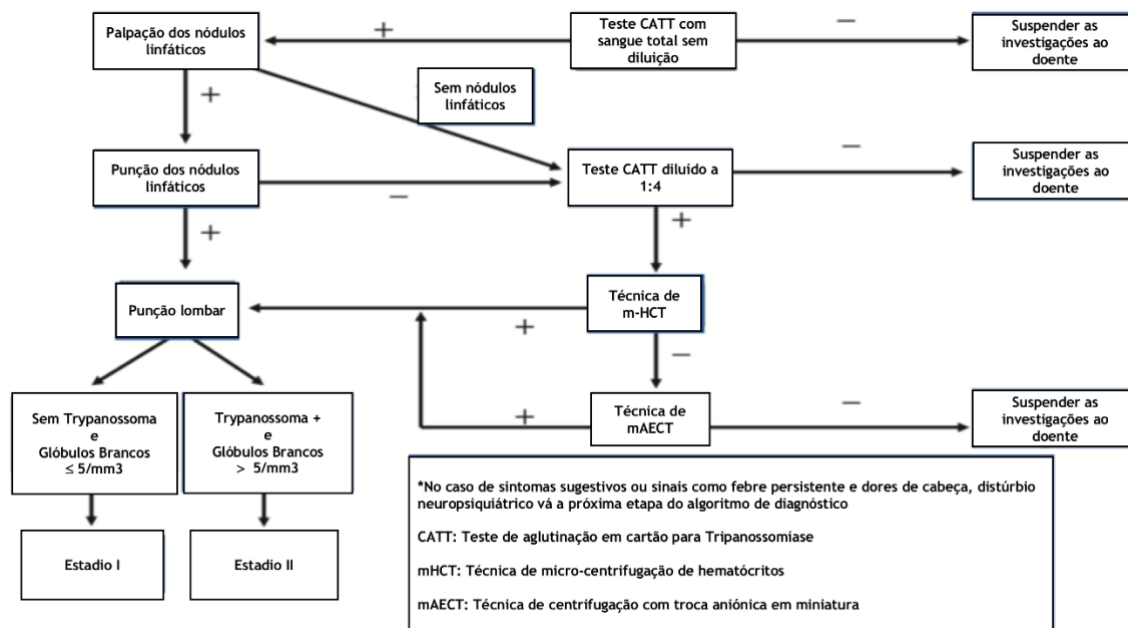 Palpação dos nódulos
linfáticos
+
Teste CATT com
sangue total sem
diluição
−
Suspender as
investigações ao
doente
+
Sem nódulos
linfáticos
Punção dos nódulos
linfáticos
−
Teste CATT diluído a
1:4
−
Suspender as
investigações ao
doente
+
+
Punção lombar
+
Técnica de
m-HCT
−
Sem Trypanossoma
e
Glóbulos Brancos
≤ 5/mm3
Trypanossoma +
e
Glóbulos Brancos
> 5/mm3
+
Técnica de
mAECT
−
Suspender as
investigações ao
doente
Estadio I
Estadio II
*No caso de sintomas sugestivos ou sinais como febre persistente e dores de cabeça, distúrbio
neuropsiquiátrico vá a próxima etapa do algoritmo de diagnóstico
CATT: Teste de aglutinação em cartão para Tripanossomíase
mHCT: Técnica de micro-centrifugação de hematócritos
mAECT: Técnica de centrifugação com troca aniónica em miniatura